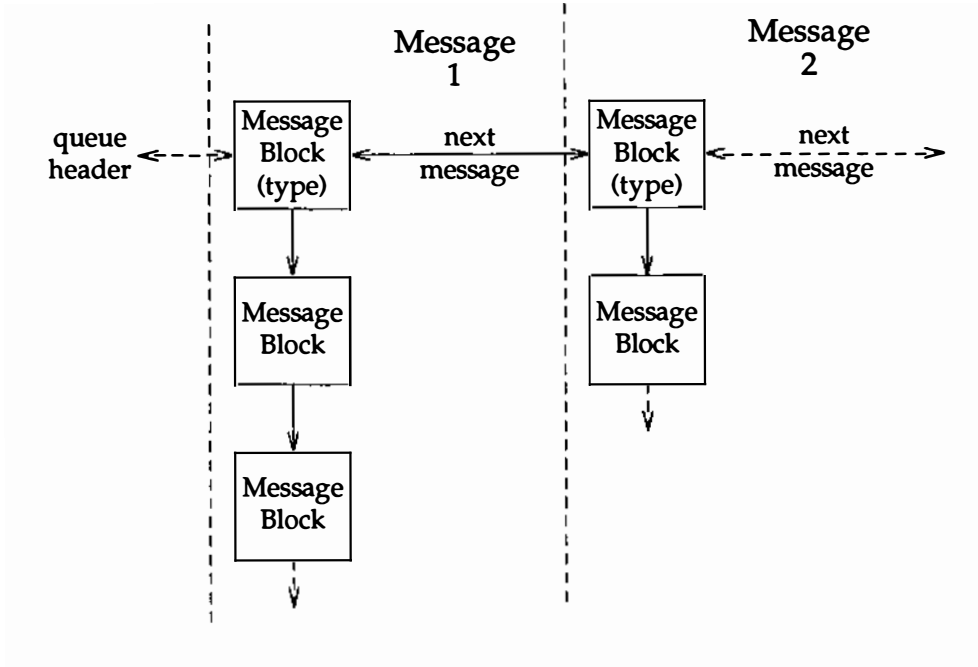 Message
1
Message
2
queue
header
Message
Block
(type)
next
message
Message
Block
(type)
next
message
Message
Block
Message
Block
Message
Block